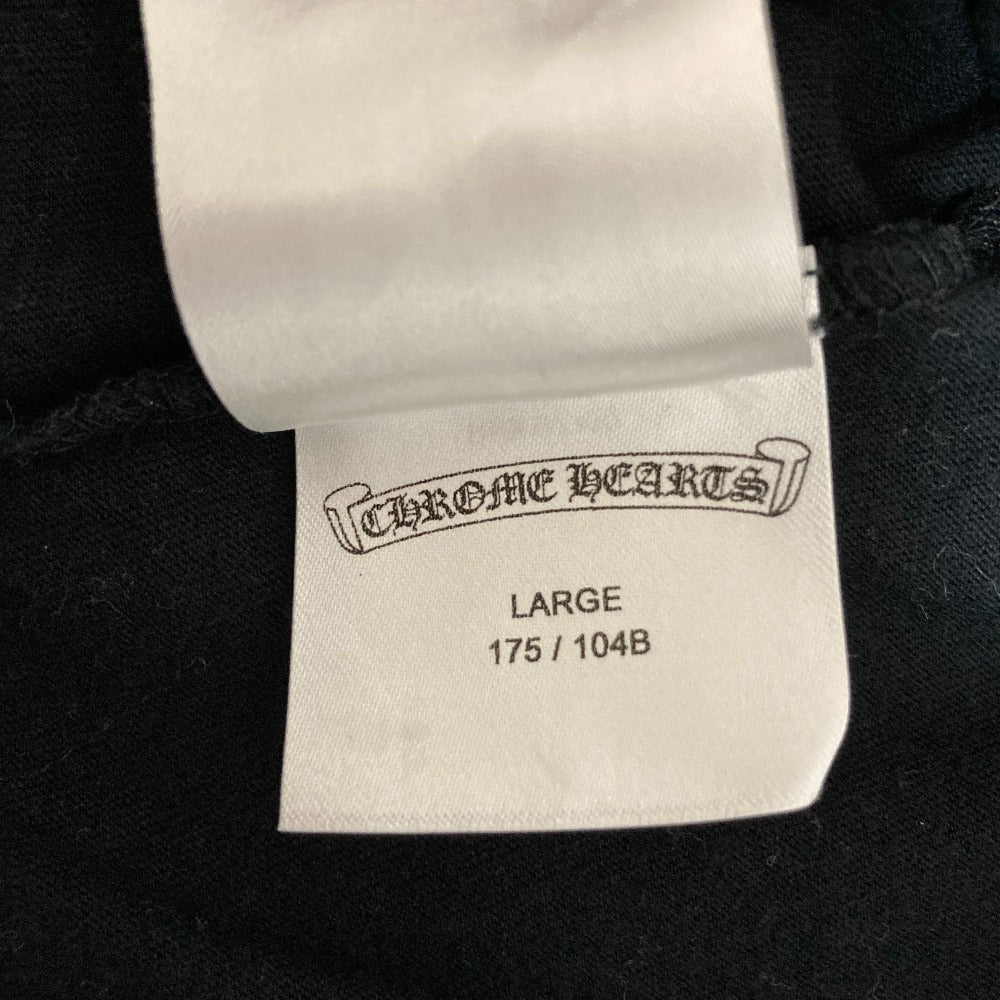 CHROME HEARTS
LARGE
175 / 104B